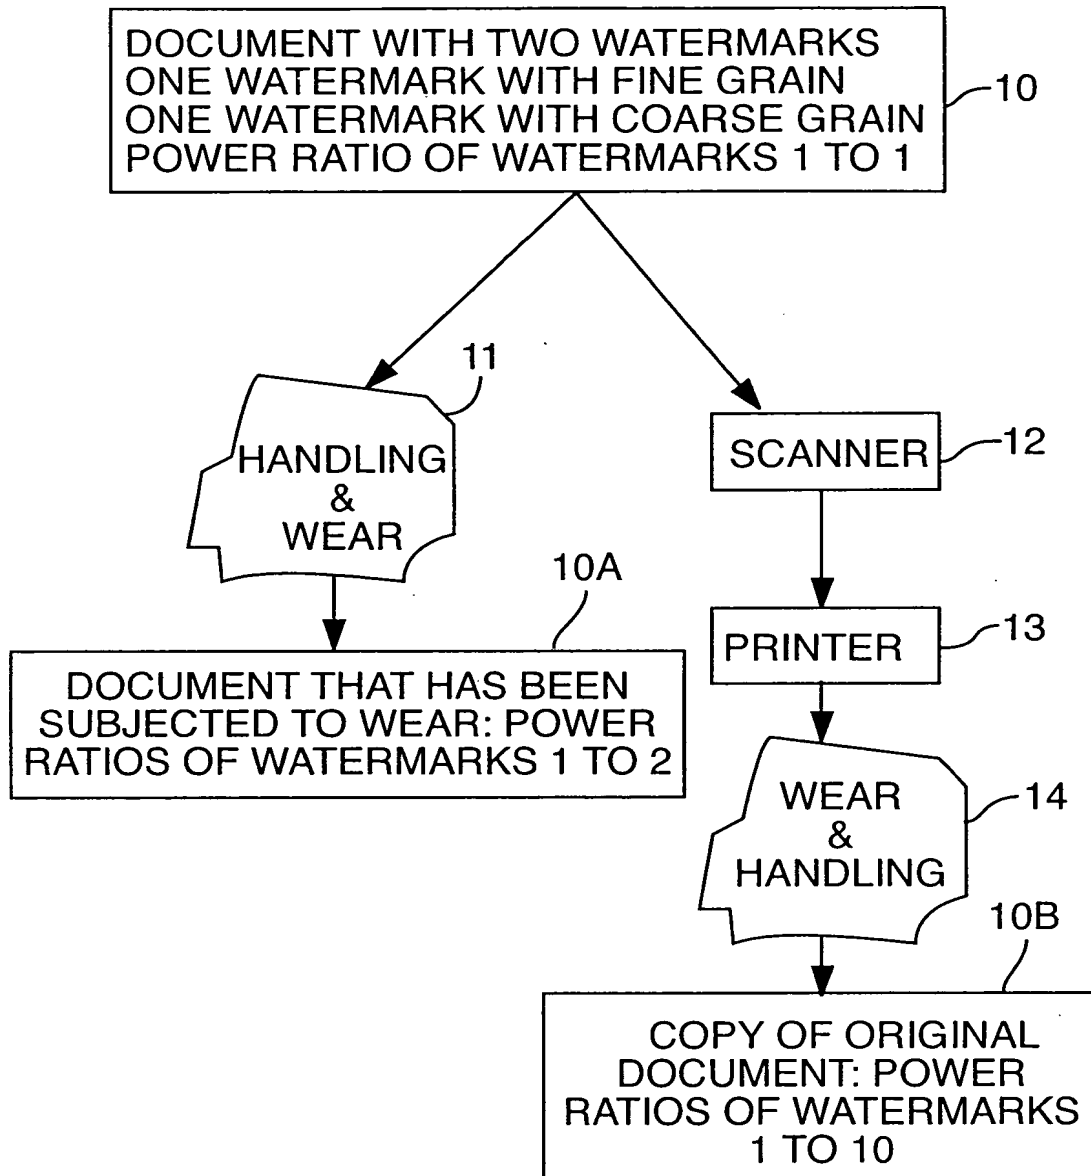 DOCUMENT WITH TWO WATERMARKS
ONE WATERMARK WITH FINE GRAIN
ONE WATERMARK WITH COARSE GRAIN
POWER RATIO OF WATERMARKS 1 TO 1
10
11
HANDLING
&
WEAR
SCANNER
12
10A
DOCUMENT THAT HAS BEEN
SUBJECTED TO WEAR: POWER
RATIOS OF WATERMARKS 1 TO 2
PRINTER
13
WEAR
&
HANDLING
14
10B
COPY OF ORIGINAL
DOCUMENT: POWER
RATIOS OF WATERMARKS
1 TO 10